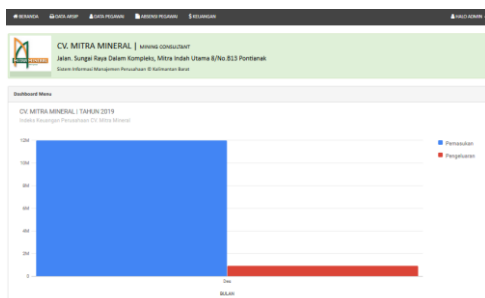 BERANDA DATA ARSIP DATA PEGAWAI ABSENSI PEGAWAI $ KEUANGAN HALO ADMIN
CV. MITRA MINERAL | MINING CONSULTANT
Jalan. Sungai Raya Dalam Kompleks, Mitra Indah Utama 8/No.B13 Pontianak
Sistem Informasi Manajemen Perusahaan @ Kalimantan Barat
Dashboard Menu
CV. MITRA MINERAL | TAHUN 2019
Indeks Keuangan Perusahaan CV. Mitra Mineral
12M
10M
8M
6M
4M
2M
0
Des
BULAN
Pemasukan
Pengeluaran